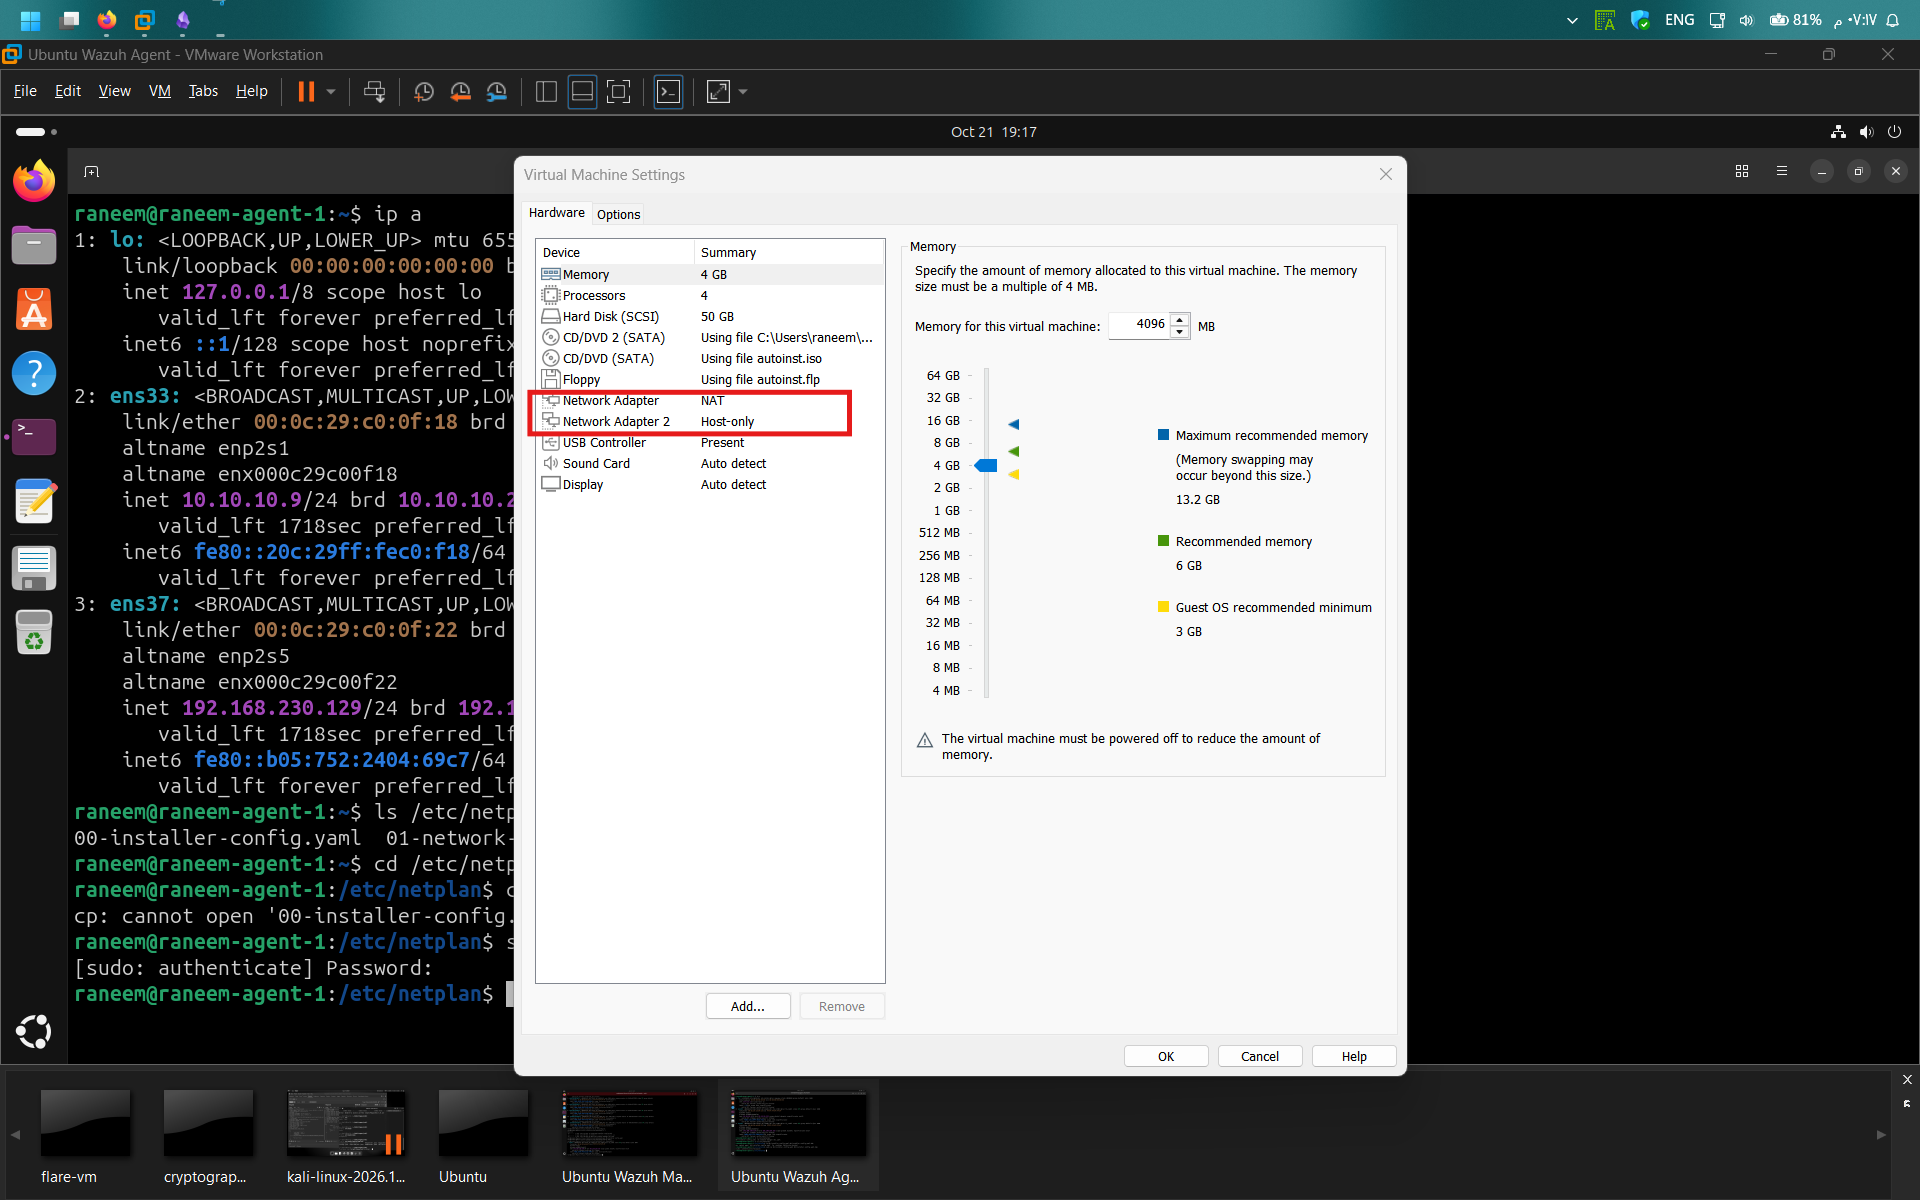 ENG
81%
٠٧:١٧ م
Ubuntu Wazuh Agent - VMware Workstation
File Edit View VM Tabs Help
Oct 21 19:17
raneem@raneem-agent-1:~$ ip a
1: lo: <LOOPBACK,UP,LOWER_UP> mtu 655
link/loopback 00:00:00:00:00:00 b
inet 127.0.0.1/8 scope host lo
valid_lft forever preferred_lf
inet6 ::1/128 scope host noprefix
valid_lft forever preferred_lf
2: ens33: <BROADCAST,MULTICAST,UP,LOW
link/ether 00:0c:29:c0:0f:18 brd
altname enp2s1
altname enx000c29c00f18
inet 10.10.10.9/24 brd 10.10.10.2
valid_lft 1718sec preferred_lf
inet6 fe80::20c:29ff:fec0:f18/64
valid_lft forever preferred_lf
3: ens37: <BROADCAST,MULTICAST,UP,LOW
link/ether 00:0c:29:c0:0f:22 brd
altname enp2s5
altname enx000c29c00f22
inet 192.168.230.129/24 brd 192.1
valid_lft 1718sec preferred_lf
inet6 fe80::b05:752:2404:69c7/64
valid_lft forever preferred_lf
raneem@raneem-agent-1:~$ ls /etc/netp
00-installer-config.yaml 01-network-
raneem@raneem-agent-1:~$ cd /etc/netp
raneem@raneem-agent-1:/etc/netplan$ c
cp: cannot open '00-installer-config.
raneem@raneem-agent-1:/etc/netplan$ s
[sudo: authenticate] Password:
raneem@raneem-agent-1:/etc/netplan$
Virtual Machine Settings
Hardware Options
Device Summary
Memory 4 GB
Processors 4
Hard Disk (SCSI) 50 GB
CD/DVD 2 (SATA) Using file C:\Users\raneem\...
CD/DVD (SATA) Using file autoinst.iso
Floppy Using file autoinst.flp
Network Adapter NAT
Network Adapter 2 Host-only
USB Controller Present
Sound Card Auto detect
Display Auto detect
Add... Remove
Memory
Specify the amount of memory allocated to this virtual machine. The memory
size must be a multiple of 4 MB.
Memory for this virtual machine: 4096 MB
64 GB
32 GB
16 GB
8 GB
4 GB
2 GB
1 GB
512 MB
256 MB
128 MB
64 MB
32 MB
16 MB
8 MB
4 MB
Maximum recommended memory
(Memory swapping may
occur beyond this size.)
13.2 GB
Recommended memory
6 GB
Guest OS recommended minimum
3 GB
The virtual machine must be powered off to reduce the amount of
memory.
OK Cancel Help
flare-vm
cryptograp...
kali-linux-2026.1...
Ubuntu
Ubuntu Wazuh Ma...
Ubuntu Wazuh Ag...